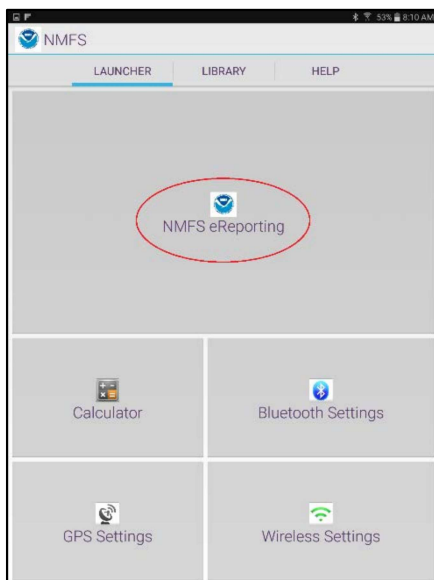 53% 8:10 AM
NMFS
LAUNCHER LIBRARY HELP
NMFS eReporting
Calculator Bluetooth Settings
GPS Settings Wireless Settings